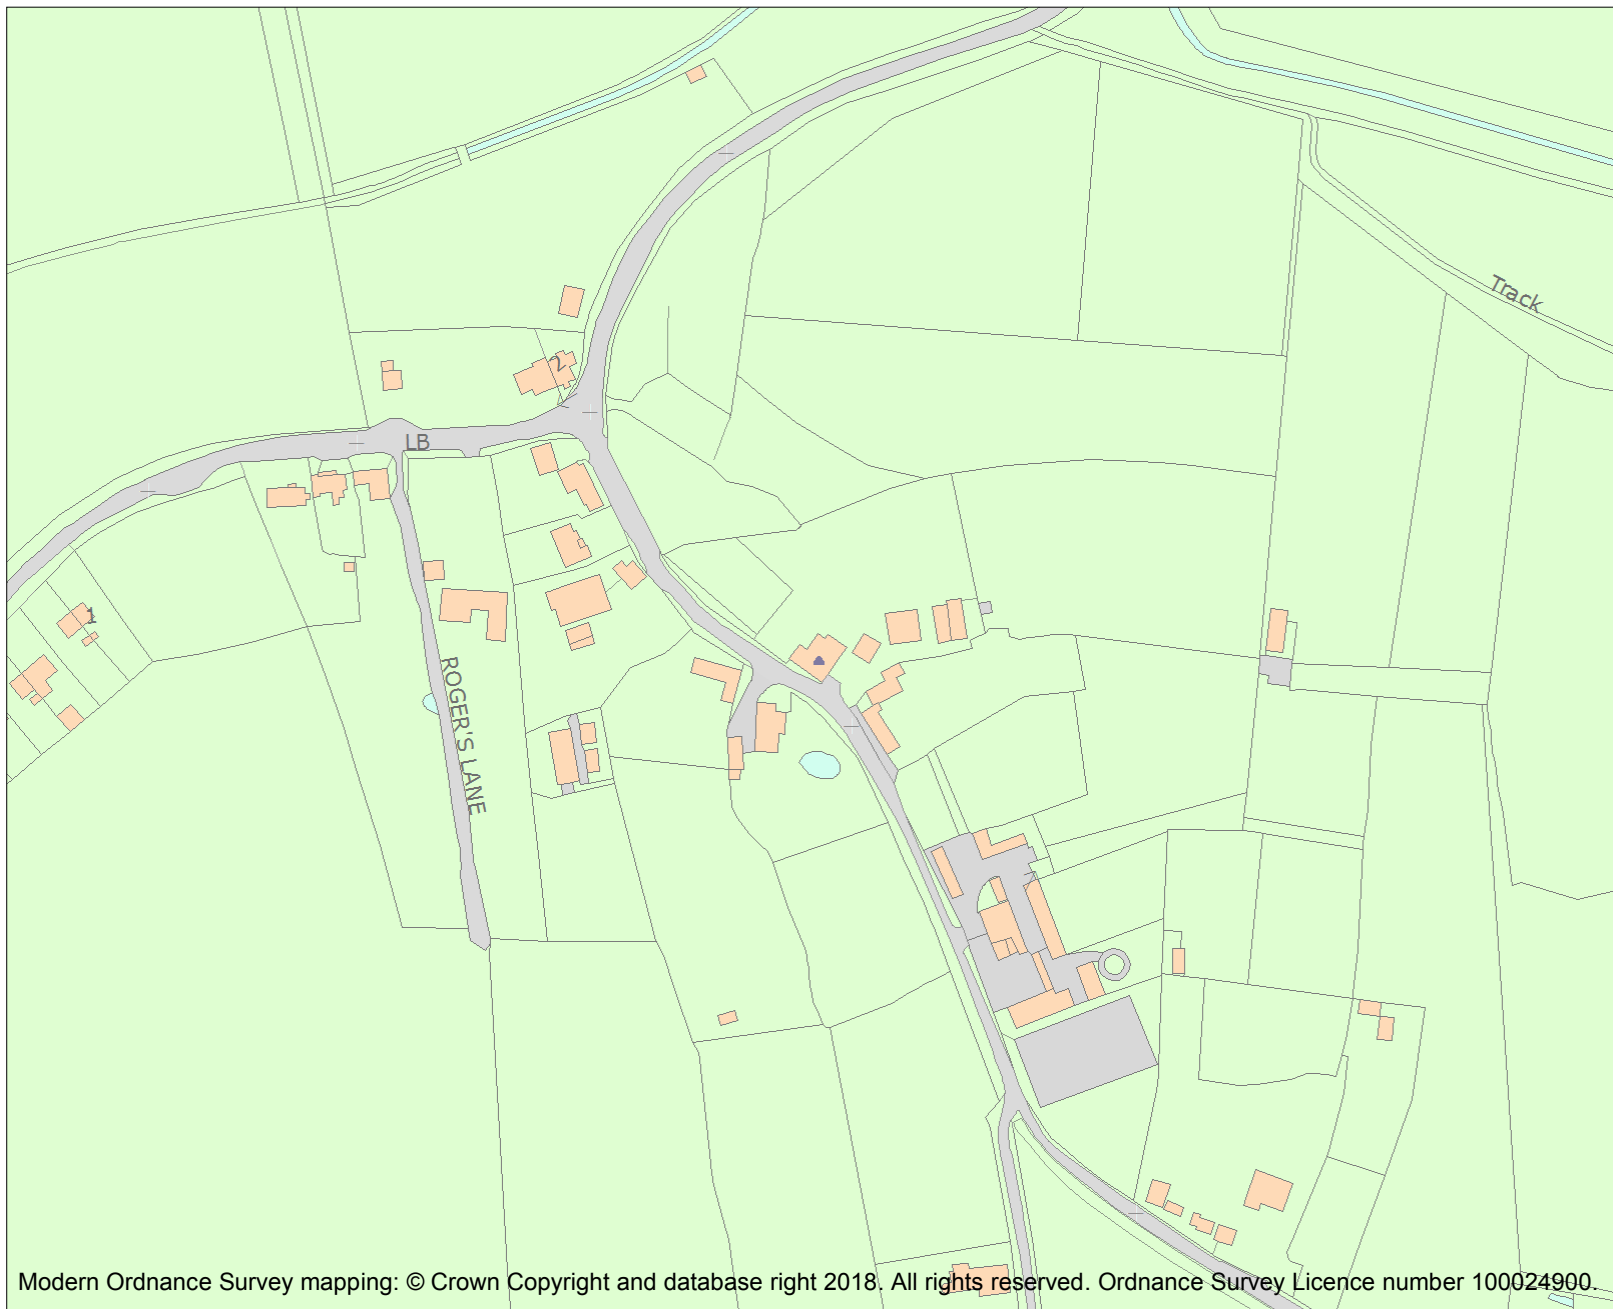 Track
2
LB
1
ROGER'S LANE
Modern Ordnance Survey mapping: © Crown Copyright and database right 2018. All rights reserved. Ordnance Survey Licence number 100024900.